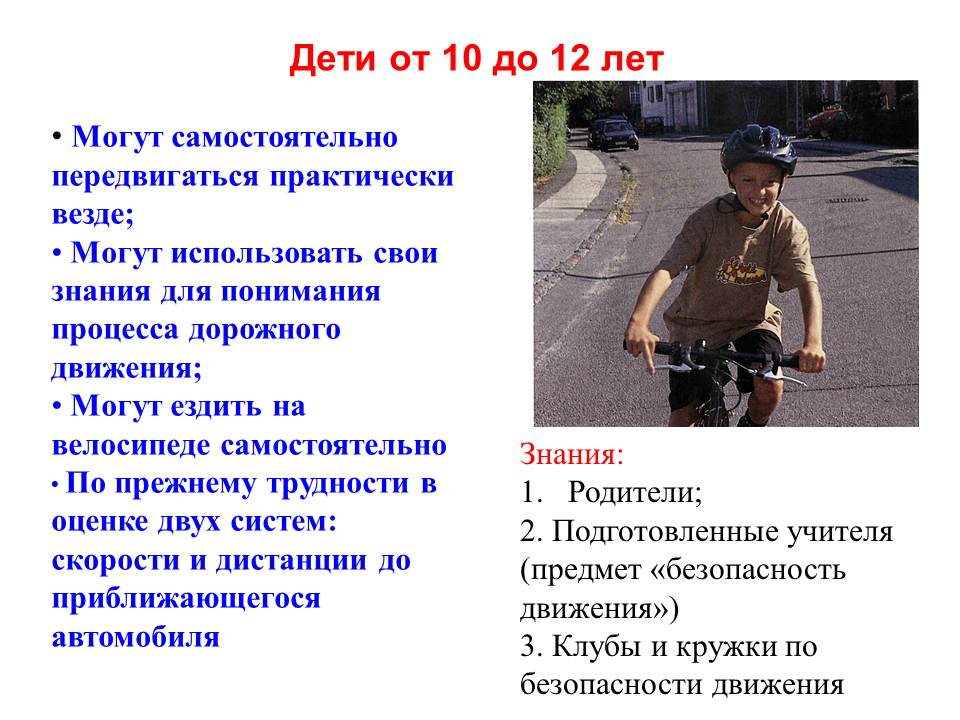 Дети от 10 до 12 лет
• Могут самостоятельно
передвигаться практически
везде;
• Могут использовать свои
знания для понимания
процесса дорожного
движения;
• Могут ездить на
велосипеде самостоятельно
• По прежнему трудности в
оценке двух систем:
скорости и дистанции до
приближающегося
автомобиля
Знания:
1. Родители;
2. Подготовленные учителя
(предмет «безопасность
движения»)
3. Клубы и кружки по
безопасности движения